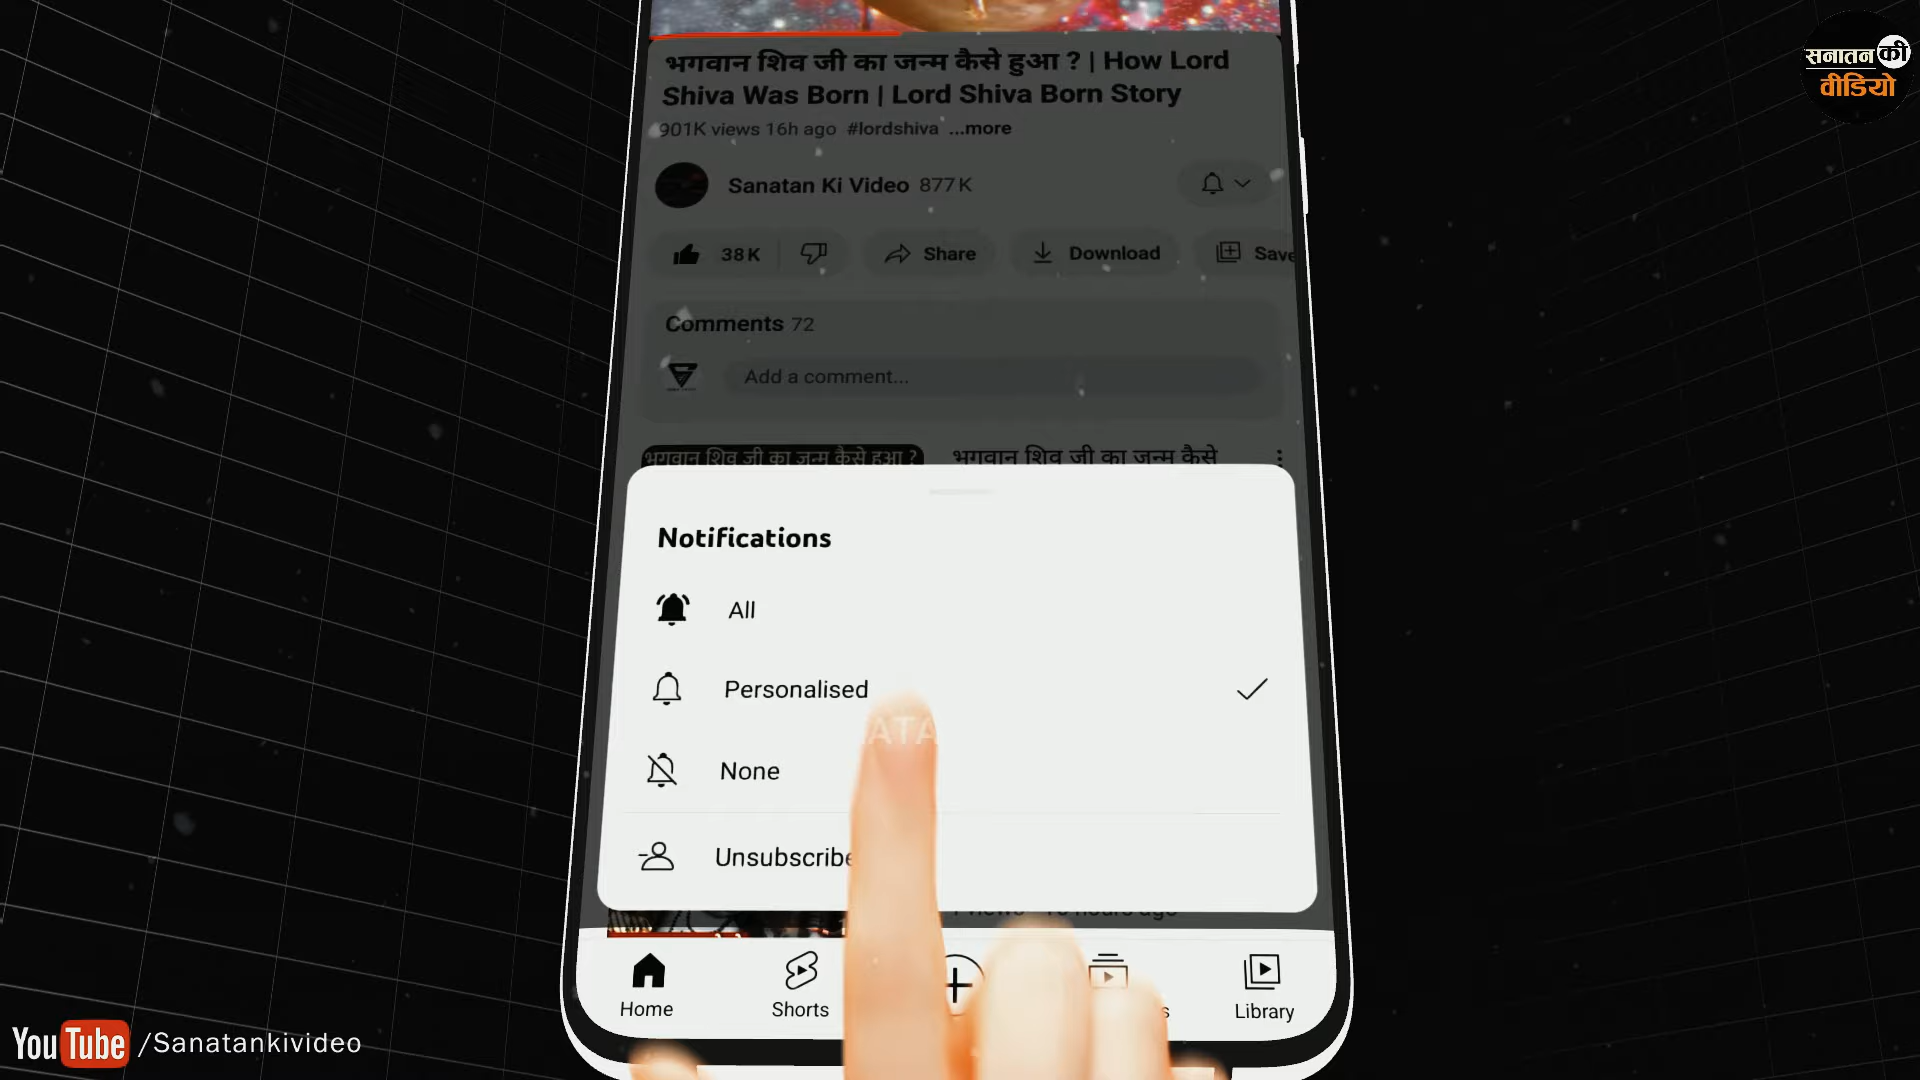 भगवान शिव जी का जन्म कैसे हुआ ? | How Lord
Shiva Was Born | Lord Shiva Born Story
901K views 16h ago #lordshiva ...more
Sanatan Ki Video 877K
38K
Share
Download
Save
Comments 72
Add a comment...
भगवान शिव जी का जन्म कैसे हुआ ?
भगवान शिव जी का जन्म कैसे
Notifications
All
Personalised
None
Unsubscribe
Home
Shorts
Library
सनातन की
वीडियो
YouTube /Sanatankivideo